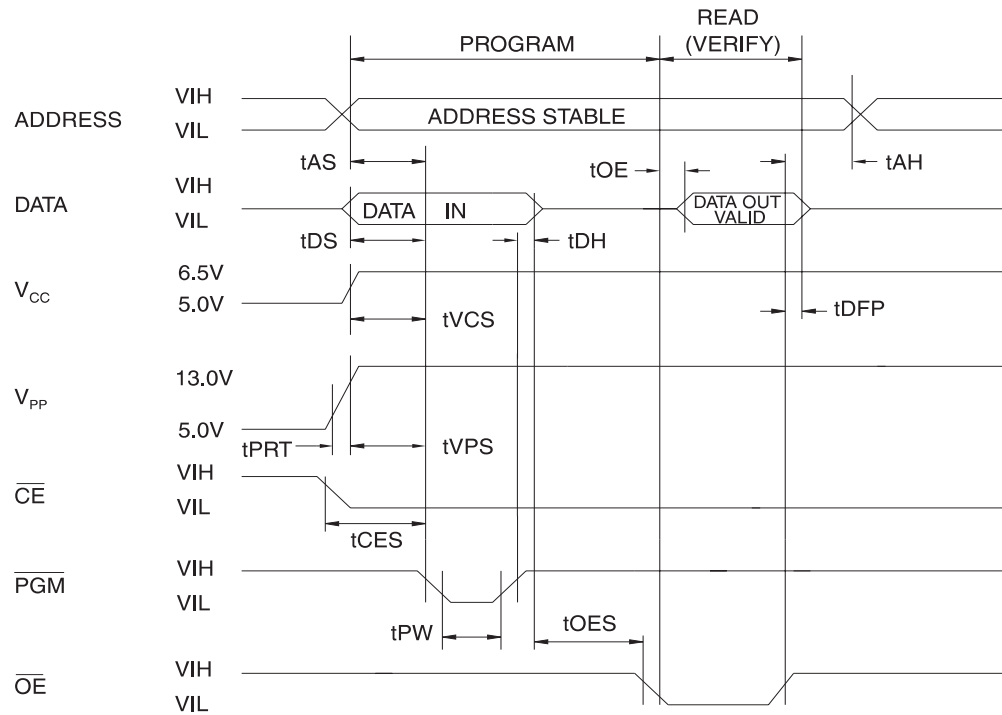 READ
PROGRAM (VERIFY)
ADDRESS VIH
VIL ADDRESS STABLE
tAS tOE tAH
DATA VIH
VIL DATA IN DATA OUT
VALID
tDS tDH
VCC 6.5V
5.0V
tVCS tDFP
VPP 13.0V
5.0V
tPRT tVPS
CE VIH
VIL
tCES
PGM VIH
VIL
tPW tOES
OE VIH
VIL